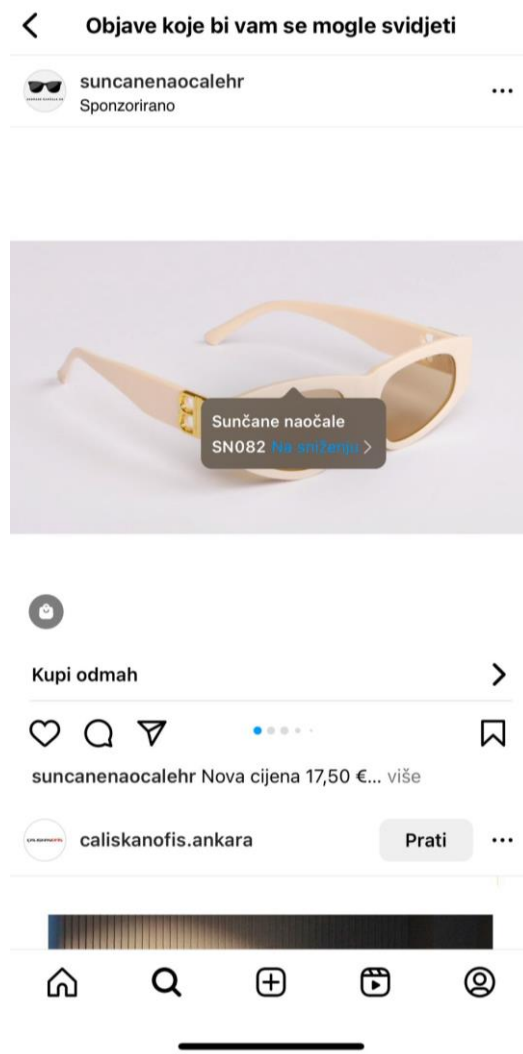 Objave koje bi vam se mogle svidjeti
suncanenaocalehr
Sponzorirano
Sunčane naočale
SN082 Na sniženju
Kupi odmah
suncanenaocalehr Nova cijena 17,50 €... više
caliskanofis.ankara
Prati